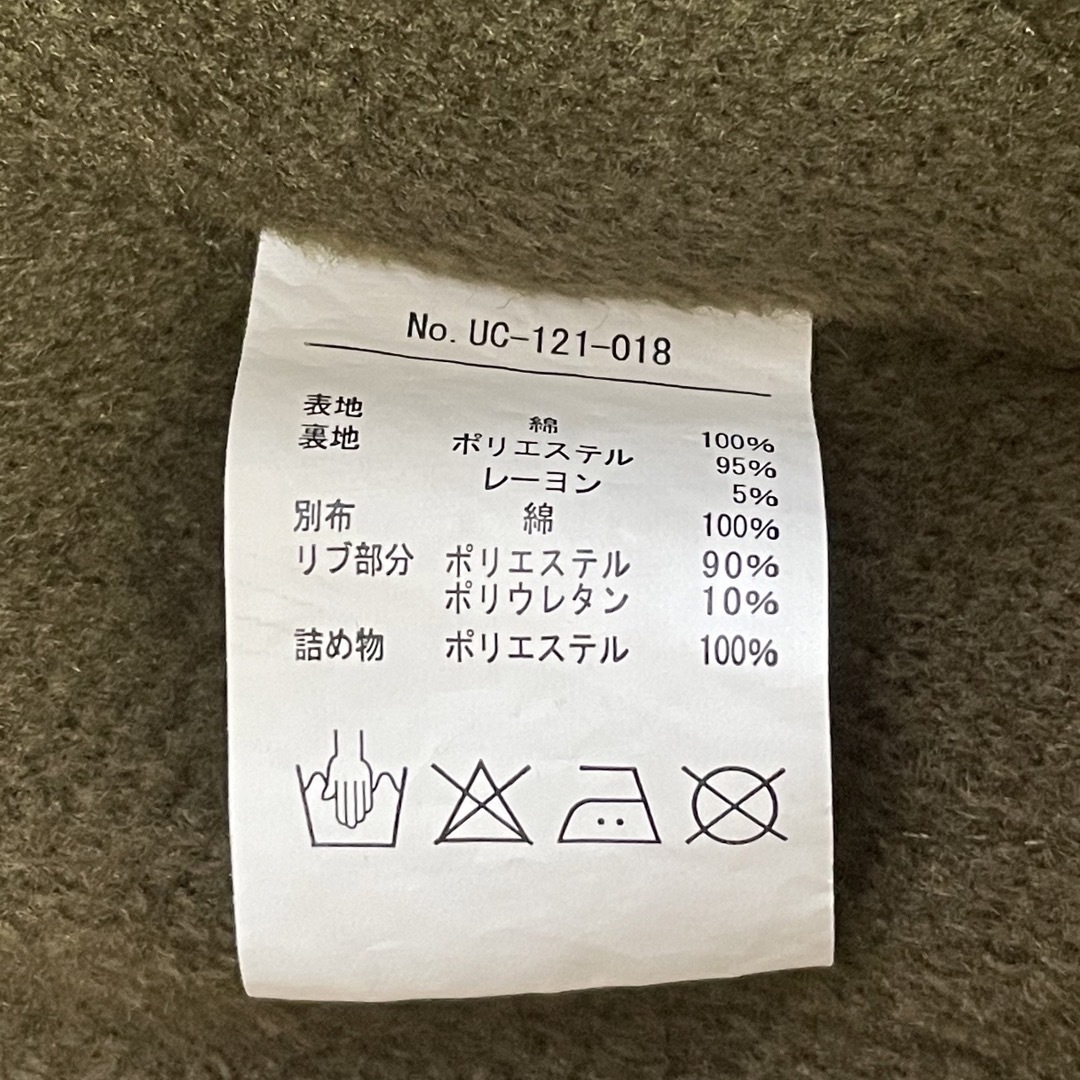 No. UC-121-018
表地 綿 100%
裏地 ポリエステル 95%
レーヨン 5%
別布 綿 100%
リブ部分 ポリエステル 90%
ポリウレタン 10%
詰め物 ポリエステル 100%